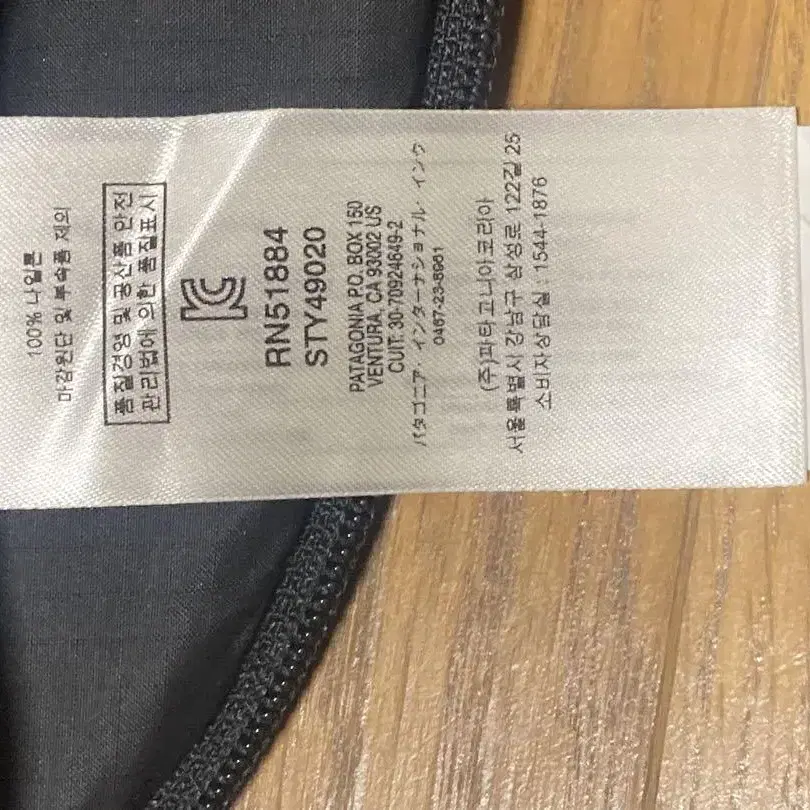 100% 나일론
마감원단 및 부속품 제외
품질경영 및 공산품 안전
관리법에 의한 품질표시
RN51884
STY49020
PATAGONIA P.O. BOX 150
VENTURA, CA 93002 US
CUIT: 30-70924649-2
パタゴニア・インターナショナル・インク
0467-23-8961
(주)파타고니아코리아
서울특별시 강남구 삼성로 122길 25
소비자상담실 : 1544-1876